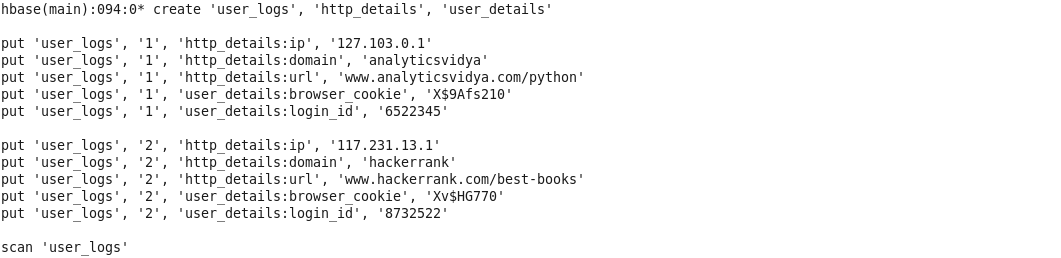 hbase(main):094:0* create 'user_logs', 'http_details', 'user_details'
put 'user_logs', '1', 'http_details:ip', '127.103.0.1'
put 'user_logs', '1', 'http_details:domain', 'analyticsvidya'
put 'user_logs', '1', 'http_details:url', 'www.analyticsvidya.com/python'
put 'user_logs', '1', 'user_details:browser_cookie', 'X$9Afs210'
put 'user_logs', '1', 'user_details:login_id', '6522345'
put 'user_logs', '2', 'http_details:ip', '117.231.13.1'
put 'user_logs', '2', 'http_details:domain', 'hackerrank'
put 'user_logs', '2', 'http_details:url', 'www.hackerrank.com/best-books'
put 'user_logs', '2', 'user_details:browser_cookie', 'Xv$HG770'
put 'user_logs', '2', 'user_details:login_id', '8732522'
scan 'user_logs'